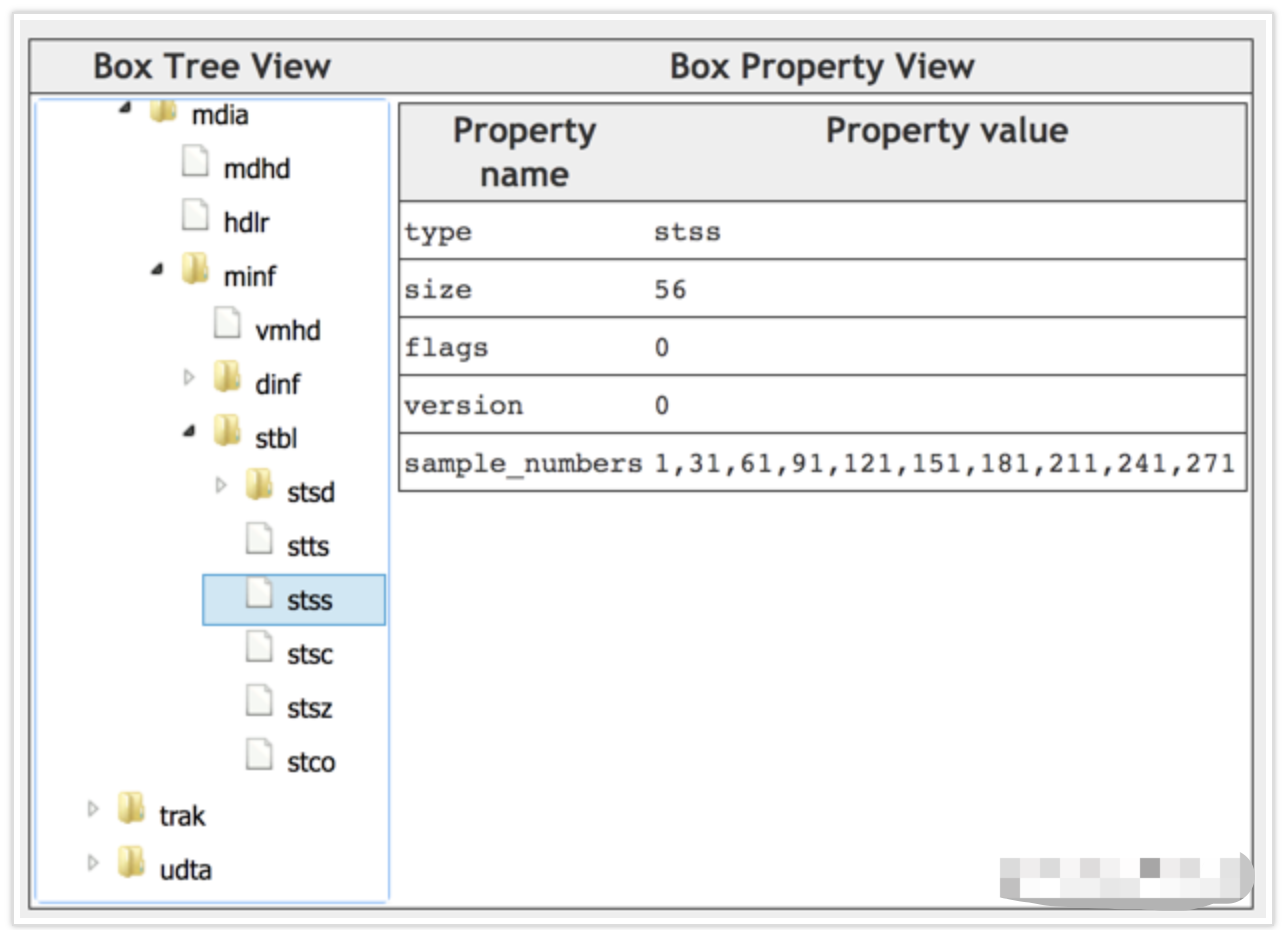 Box Tree View
Box Property View
mdia
mdhd
hdlr
minf
vmhd
dinf
stbl
stsd
stts
stss
stsc
stsz
stco
trak
udta
Property
name
Property value
type stss
size 56
flags 0
version 0
sample_numbers 1,31,61,91,121,151,181,211,241,271